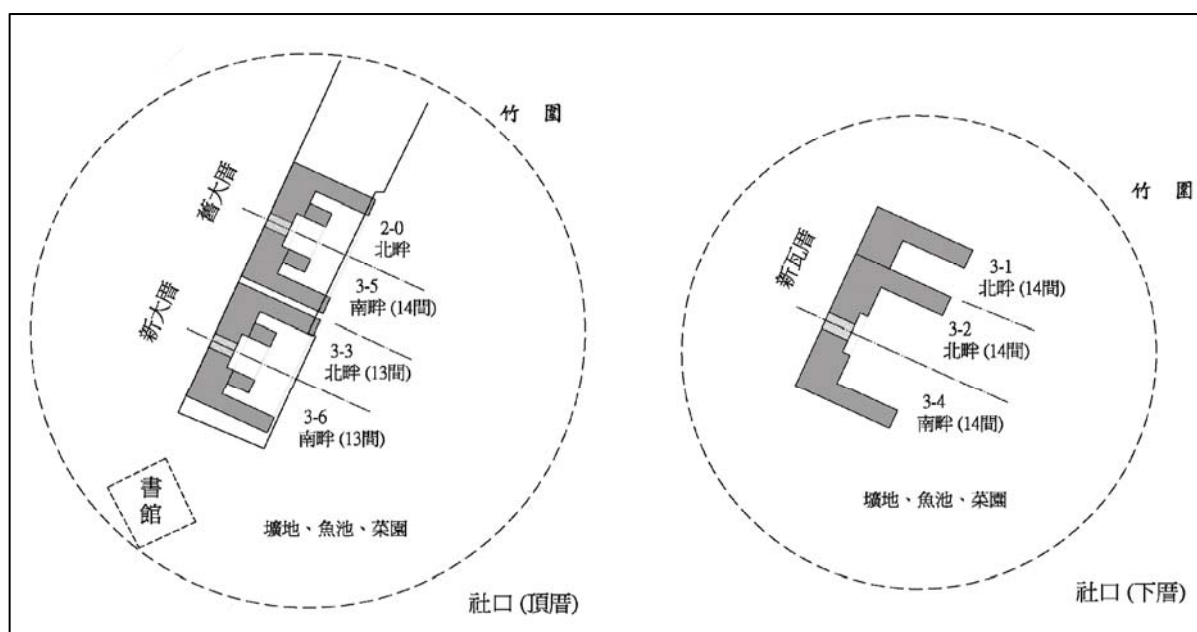 竹 圍
舊大厝
2-0
北畔
3-5
南畔 (14間)
新大厝
3-3
北畔 (13間)
3-6
南畔 (13間)
書
館
壙地、魚池、菜園
社口 (頂厝)
竹 圍
新瓦厝
3-1
北畔 (14間)
3-2
北畔 (14間)
3-4
南畔 (14間)
壙地、魚池、菜園
社口 (下厝)